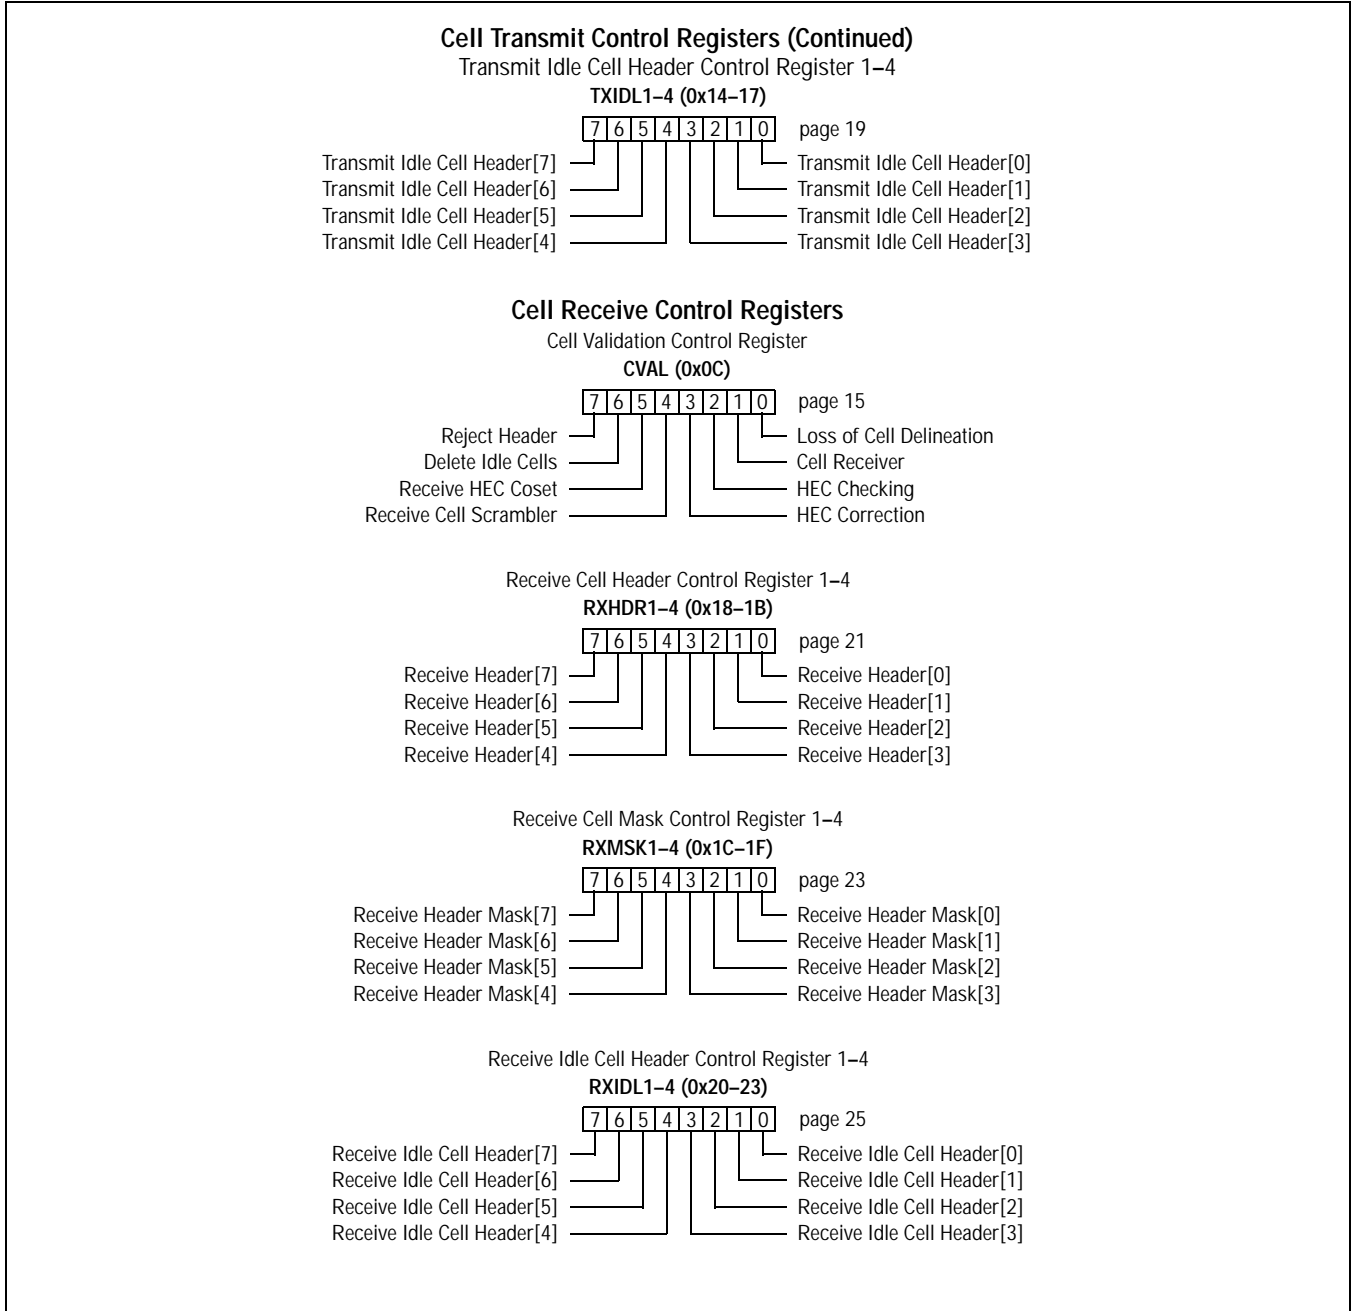 Cell Transmit Control Registers (Continued)
Transmit Idle Cell Header Control Register 1–4
TXIDL1–4 (0x14–17)
7 6 5 4 3 2 1 0 page 19
Transmit Idle Cell Header[7] Transmit Idle Cell Header[0]
Transmit Idle Cell Header[6] Transmit Idle Cell Header[1]
Transmit Idle Cell Header[5] Transmit Idle Cell Header[2]
Transmit Idle Cell Header[4] Transmit Idle Cell Header[3]
Cell Receive Control Registers
Cell Validation Control Register
CVAL (0x0C)
7 6 5 4 3 2 1 0 page 15
Reject Header Loss of Cell Delineation
Delete Idle Cells Cell Receiver
Receive HEC Coset HEC Checking
Receive Cell Scrambler HEC Correction
Receive Cell Header Control Register 1–4
RXHDR1–4 (0x18–1B)
7 6 5 4 3 2 1 0 page 21
Receive Header[7] Receive Header[0]
Receive Header[6] Receive Header[1]
Receive Header[5] Receive Header[2]
Receive Header[4] Receive Header[3]
Receive Cell Mask Control Register 1–4
RXMSK1–4 (0x1C–1F)
7 6 5 4 3 2 1 0 page 23
Receive Header Mask[7] Receive Header Mask[0]
Receive Header Mask[6] Receive Header Mask[1]
Receive Header Mask[5] Receive Header Mask[2]
Receive Header Mask[4] Receive Header Mask[3]
Receive Idle Cell Header Control Register 1–4
RXIDL1–4 (0x20–23)
7 6 5 4 3 2 1 0 page 25
Receive Idle Cell Header[7] Receive Idle Cell Header[0]
Receive Idle Cell Header[6] Receive Idle Cell Header[1]
Receive Idle Cell Header[5] Receive Idle Cell Header[2]
Receive Idle Cell Header[4] Receive Idle Cell Header[3]